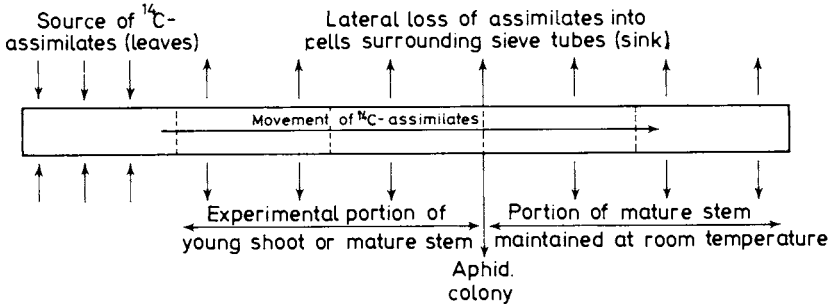 Source of ¹⁴C-
assimilates (leaves)
Lateral loss of assimilates into
cells surrounding sieve tubes (sink)
Movement of ¹⁴C-assimilates
Experimental portion of
young shoot or mature stem
Portion of mature stem
maintained at room temperature
Aphid.
colony